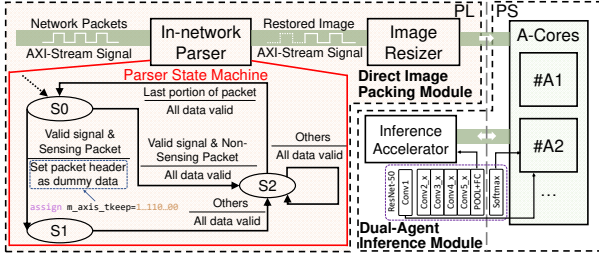 Network Packets
AXI-Stream Signal
In-network
Parser
Restored Image
AXI-Stream Signal
Image
Resizer
PL
PS
A-Cores
#A1
#A2
...
Parser State Machine
Direct Image
Packing Module
S0
Last portion of packet
All data valid
Valid signal &
Sensing Packet
Valid signal & Non-
Sensing Packet
All data valid
Others
All data valid
S2
Set packet header
as dummy data
assign m_axis_tkeep=1_110_00
Others
All data valid
S1
Inference
Accelerator
ResNet-50
Conv1
Conv2_x
Conv3_x
Conv4_x
Conv5_x
POOL+FC
Softmax
Dual-Agent
Inference Module